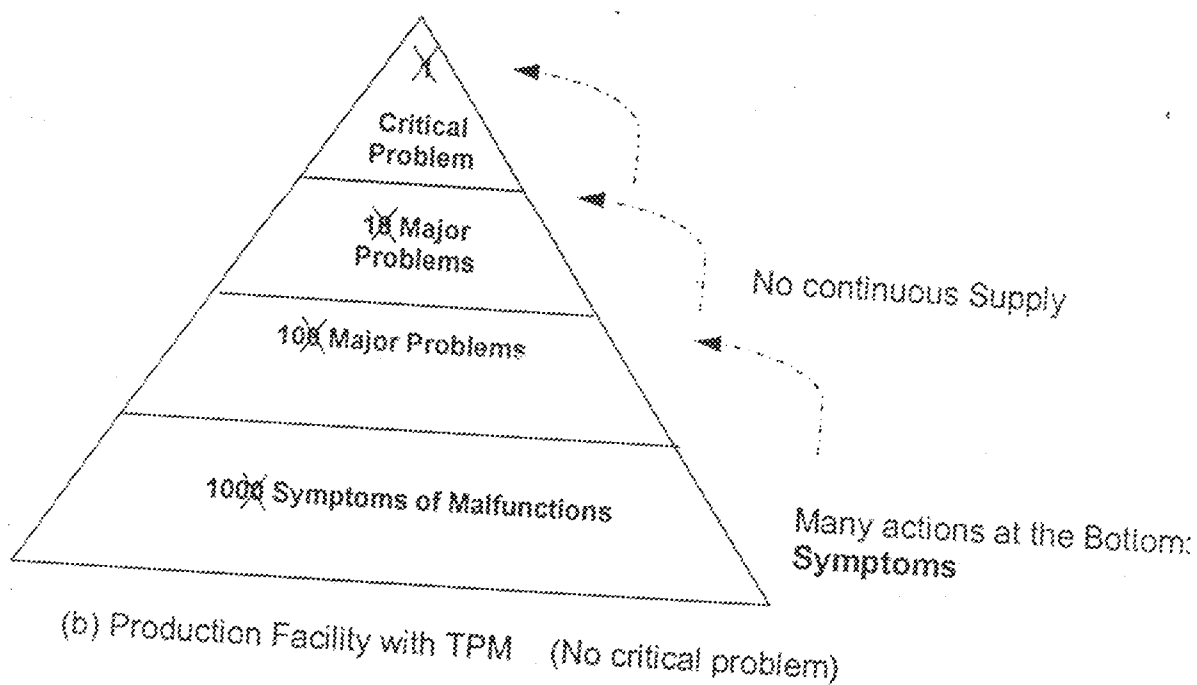 1
Critical
Problem
10 Major
Problems
No continuous Supply
100 Major Problems
1000 Symptoms of Malfunctions
Many actions at the Bottom:
Symptoms
(b) Production Facility with TPM (No critical problem)